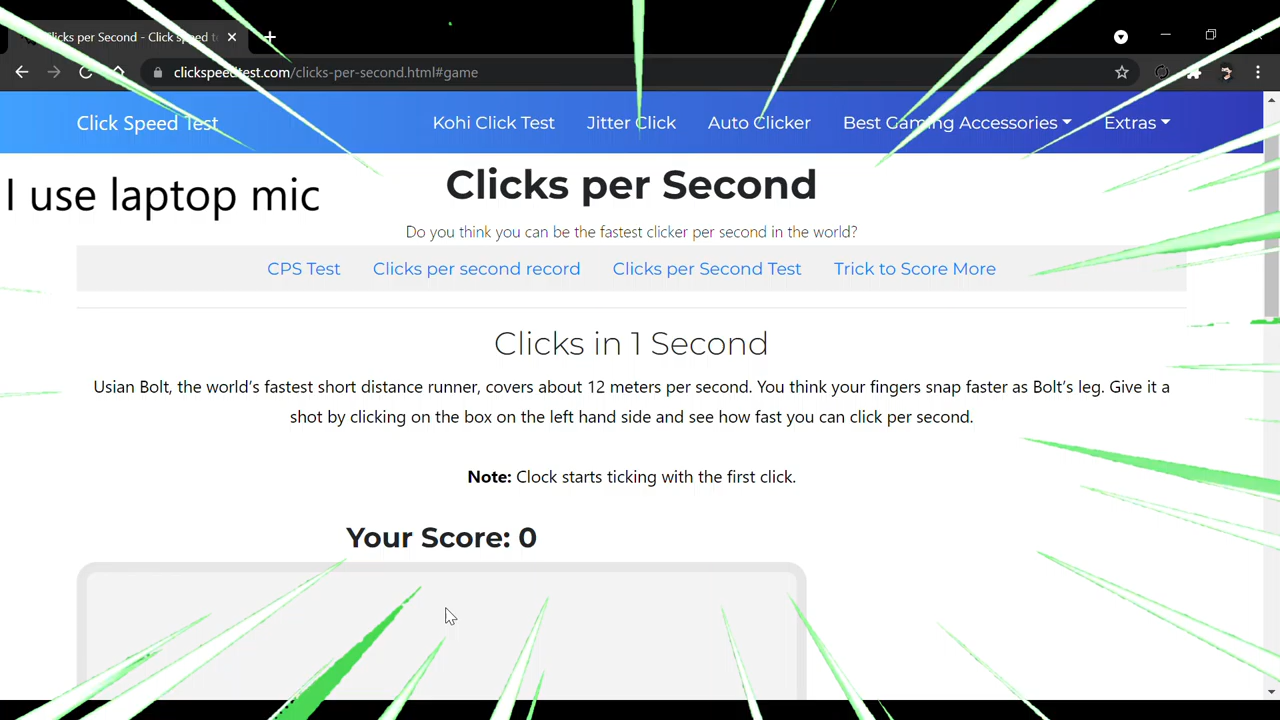 Clicks per Second - Click speed t
clickspeedtest.com/clicks-per-second.html#game
Click Speed Test
Kohi Click Test
Jitter Click
Auto Clicker
Best Gaming Accessories
Extras
I use laptop mic
Clicks per Second
Do you think you can be the fastest clicker per second in the world?
CPS Test
Clicks per second record
Clicks per Second Test
Trick to Score More
Clicks in 1 Second
Usian Bolt, the world’s fastest short distance runner, covers about 12 meters per second. You think your fingers snap faster as Bolt’s leg. Give it a
shot by clicking on the box on the left hand side and see how fast you can click per second.
Note: Clock starts ticking with the first click.
Your Score: 0